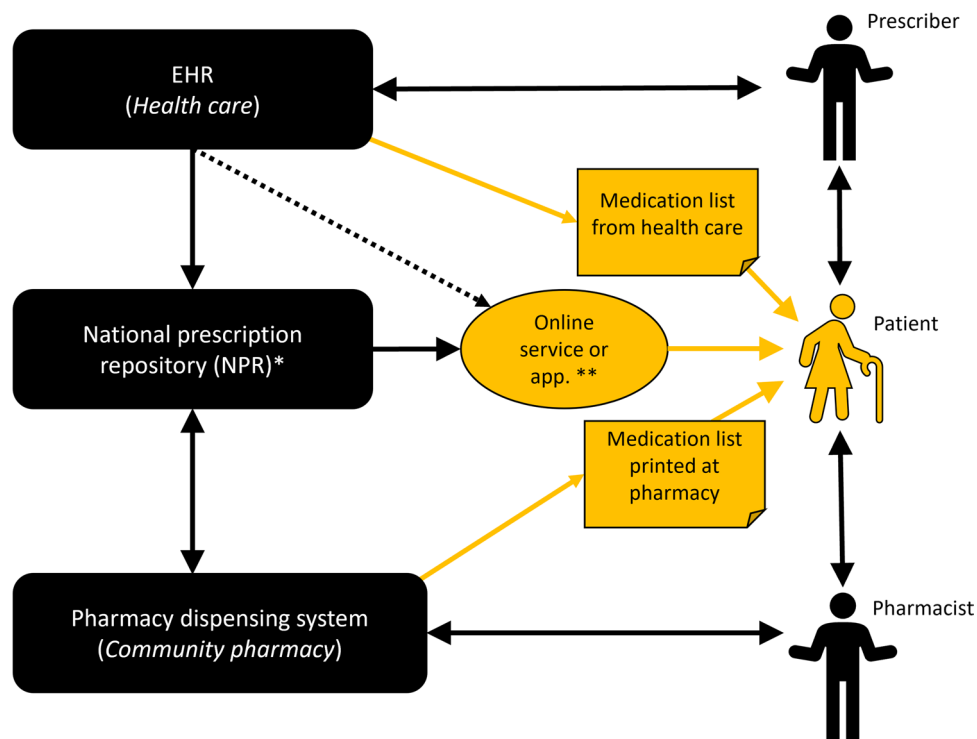 Prescriber
EHR
(Health care)
Medication list
from health care
National prescription
repository (NPR)*
Online
service or
app. **
Patient
Medication list
printed at
pharmacy
Pharmacy dispensing system
(Community pharmacy)
Pharmacist